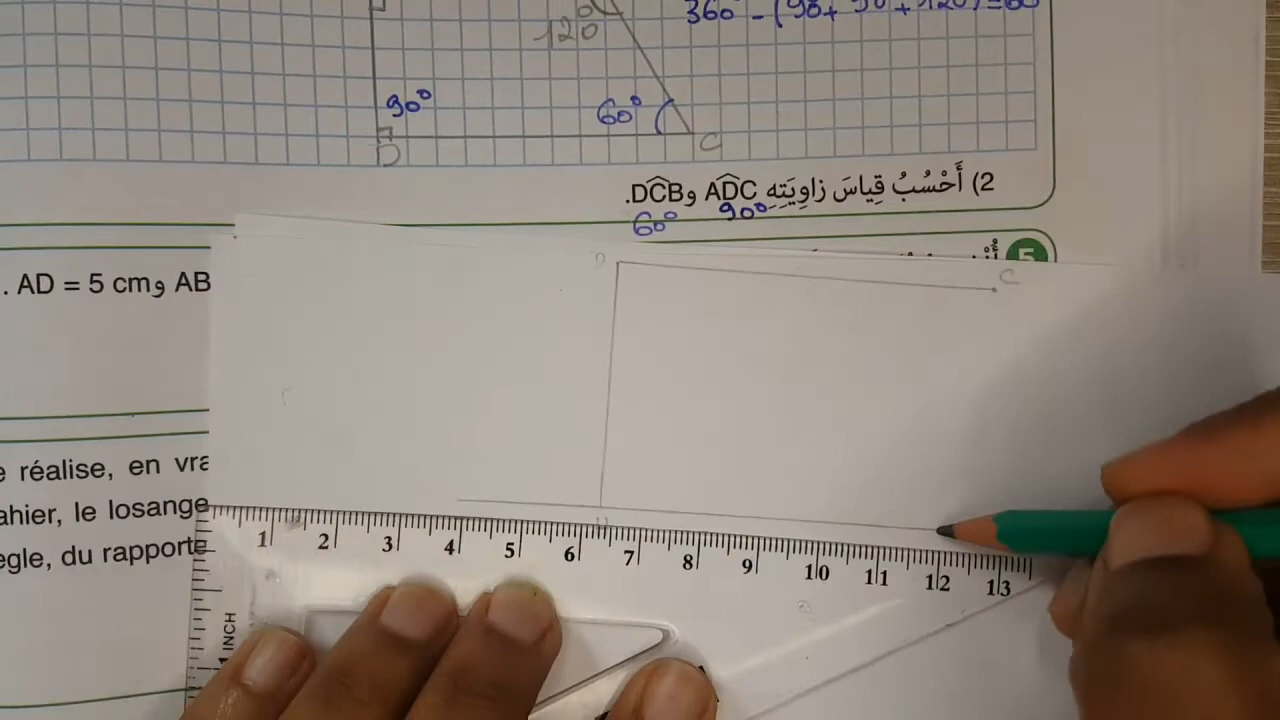 360° - (90+ 90 + 120) = 60
120
90°
60°
D
C
2) أَحْسُبُ قِياسَ زاوِيَتِهِ ADC وDCB.
60° 90°
5
. AD = 5 cm و AB
D
C
e réalise, en vra
ahier, le losange
egle, du rapporte
1 2 3 4 5 6 7 8 9 10 11 12 13
1 INCH